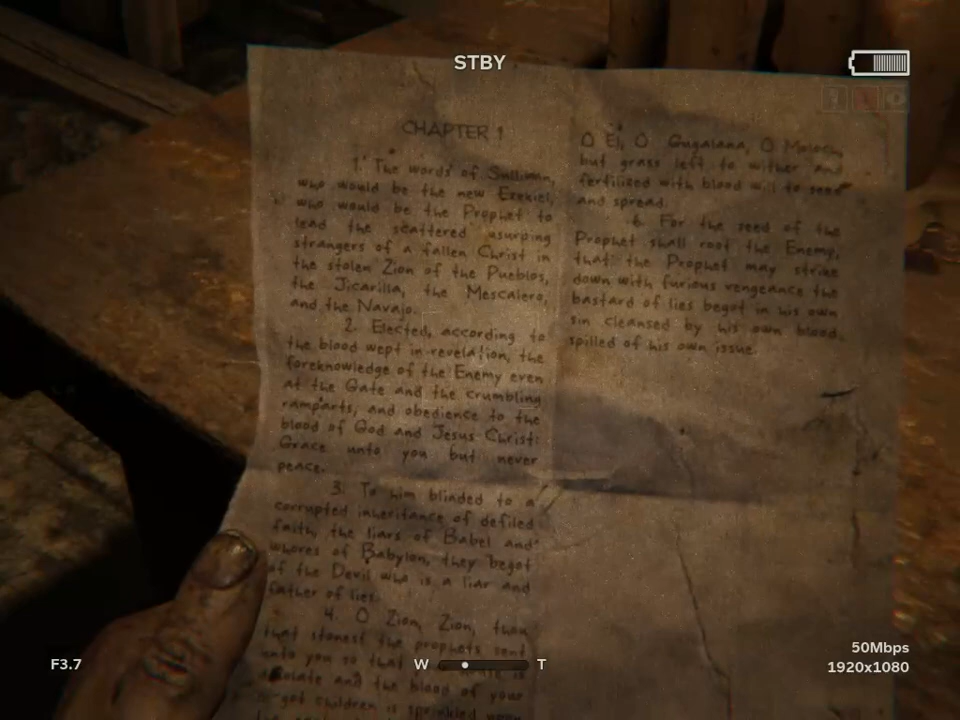 STBY
CHAPTER 1
1. The words of Sullivan,
who would be the new Ezekiel,
who would be the Prophet to
lead the scattered usurping
strangers of a fallen Christ in
the stolen Zion of the Pueblos,
the Jicarilla, the Mescalero,
and the Navajo.
2. Elected, according to
the blood wept in revelation, the
foreknowledge of the Enemy even
at the Gate and the crumbling
ramparts, and obedience to the
blood of God and Jesus Christ:
Grace unto you but never
peace.
3. To him blinded to a
corrupted inheritance of defiled
faith, the liars of Babel and
whores of Babylon, they begot
of the Devil who is a liar and
father of lies.
4. O Zion, Zion, thou
that stonest the prophets sent
unto you so that is
and the blood of your
children is sprinkled
O El, O Gugalana, O Moloch,
but grass left to wither and
fertilized with blood will to seed
and spread.
6. For the seed of the
Prophet shall root the Enemy,
that the Prophet may strike
down with furious vengeance the
bastard of lies begot in his own
sin cleansed by his own blood
spilled of his own issue.
F3.7
W T
50Mbps
1920x1080